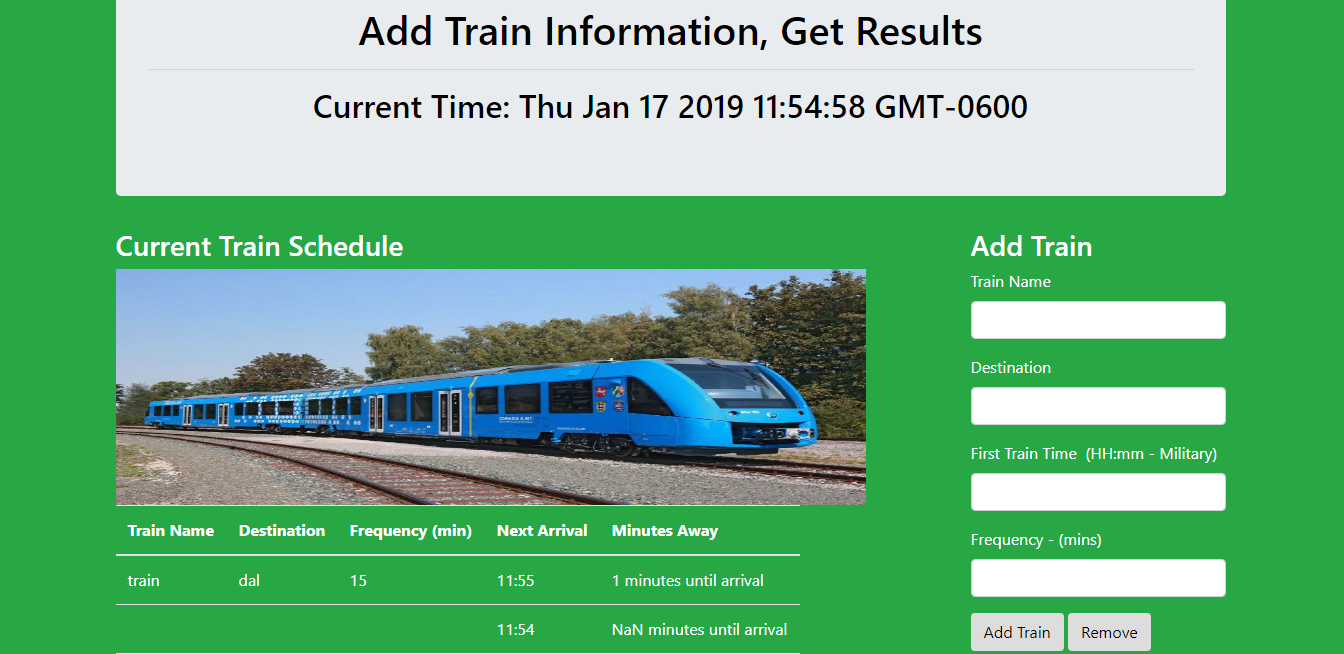 Add Train Information, Get Results
Current Time: Thu Jan 17 2019 11:54:58 GMT-0600
Current Train Schedule
Train Name Destination Frequency (min) Next Arrival Minutes Away
train dal 15 11:55 1 minutes until arrival
11:54 NaN minutes until arrival
Add Train
Train Name
Destination
First Train Time (HH:mm - Military)
Frequency - (mins)
Add Train Remove